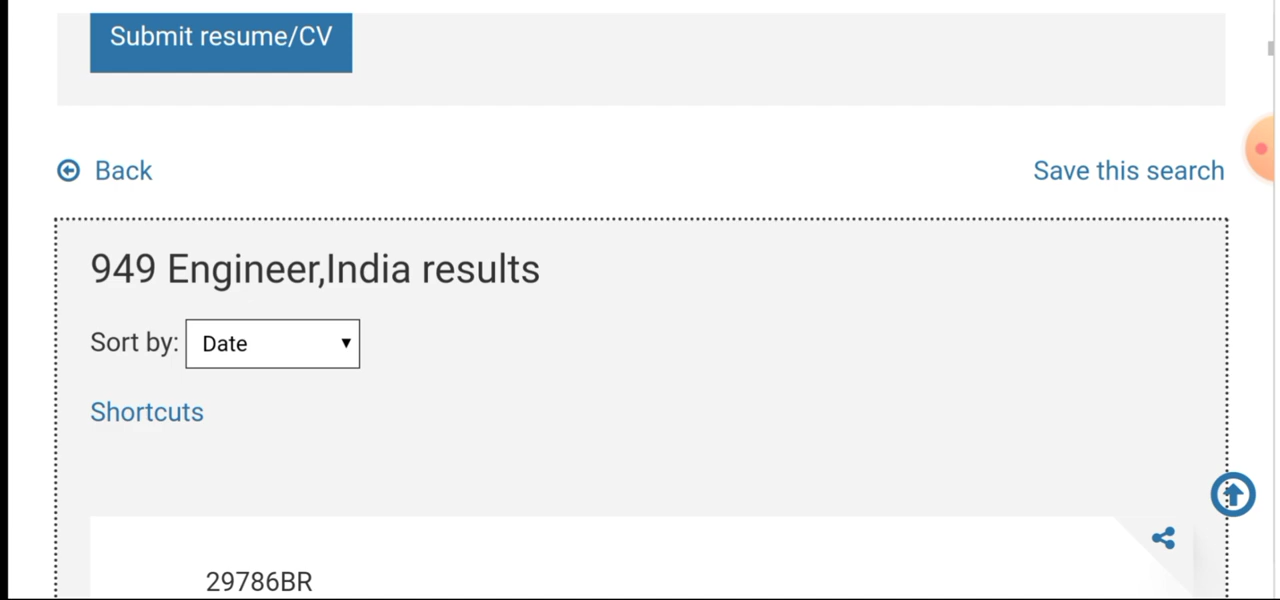 Submit resume/CV
Back
Save this search
949 Engineer,India results
Sort by: Date
Shortcuts
29786BR